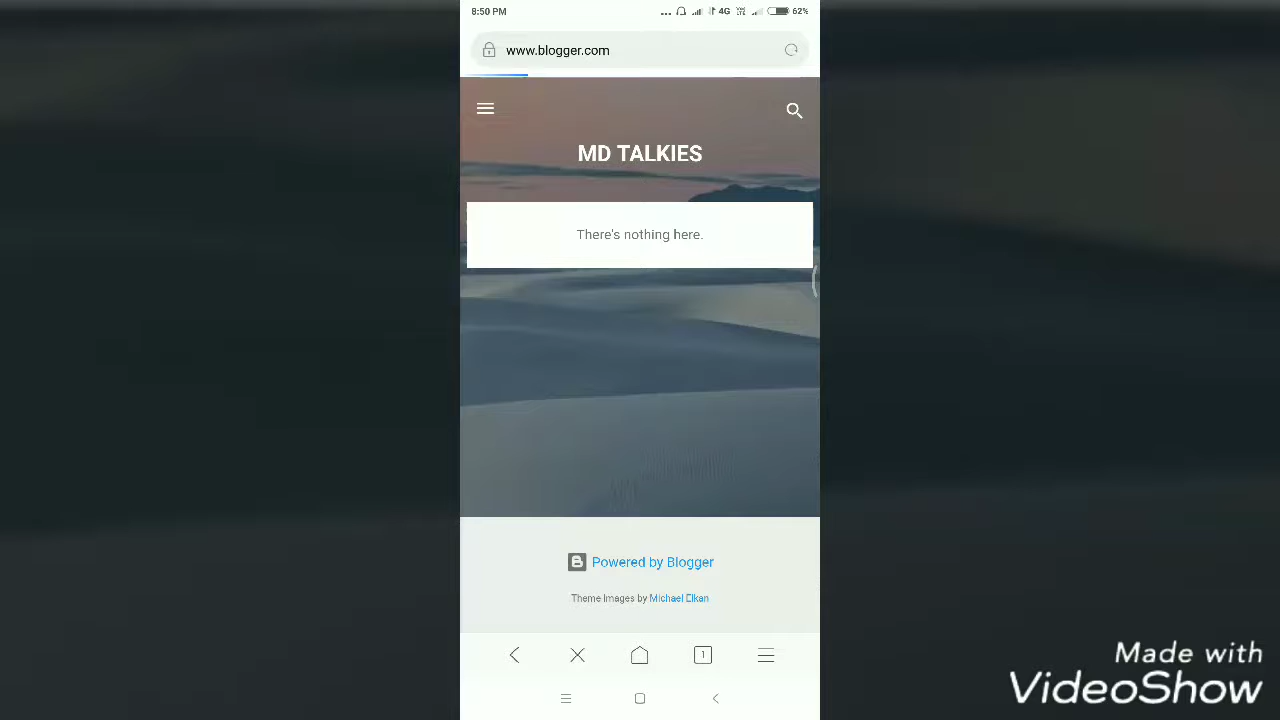 8:50 PM
4G
62%
www.blogger.com
MD TALKIES
There's nothing here.
Powered by Blogger
Theme Images by Michael Elkan
1
Made with
VideoShow